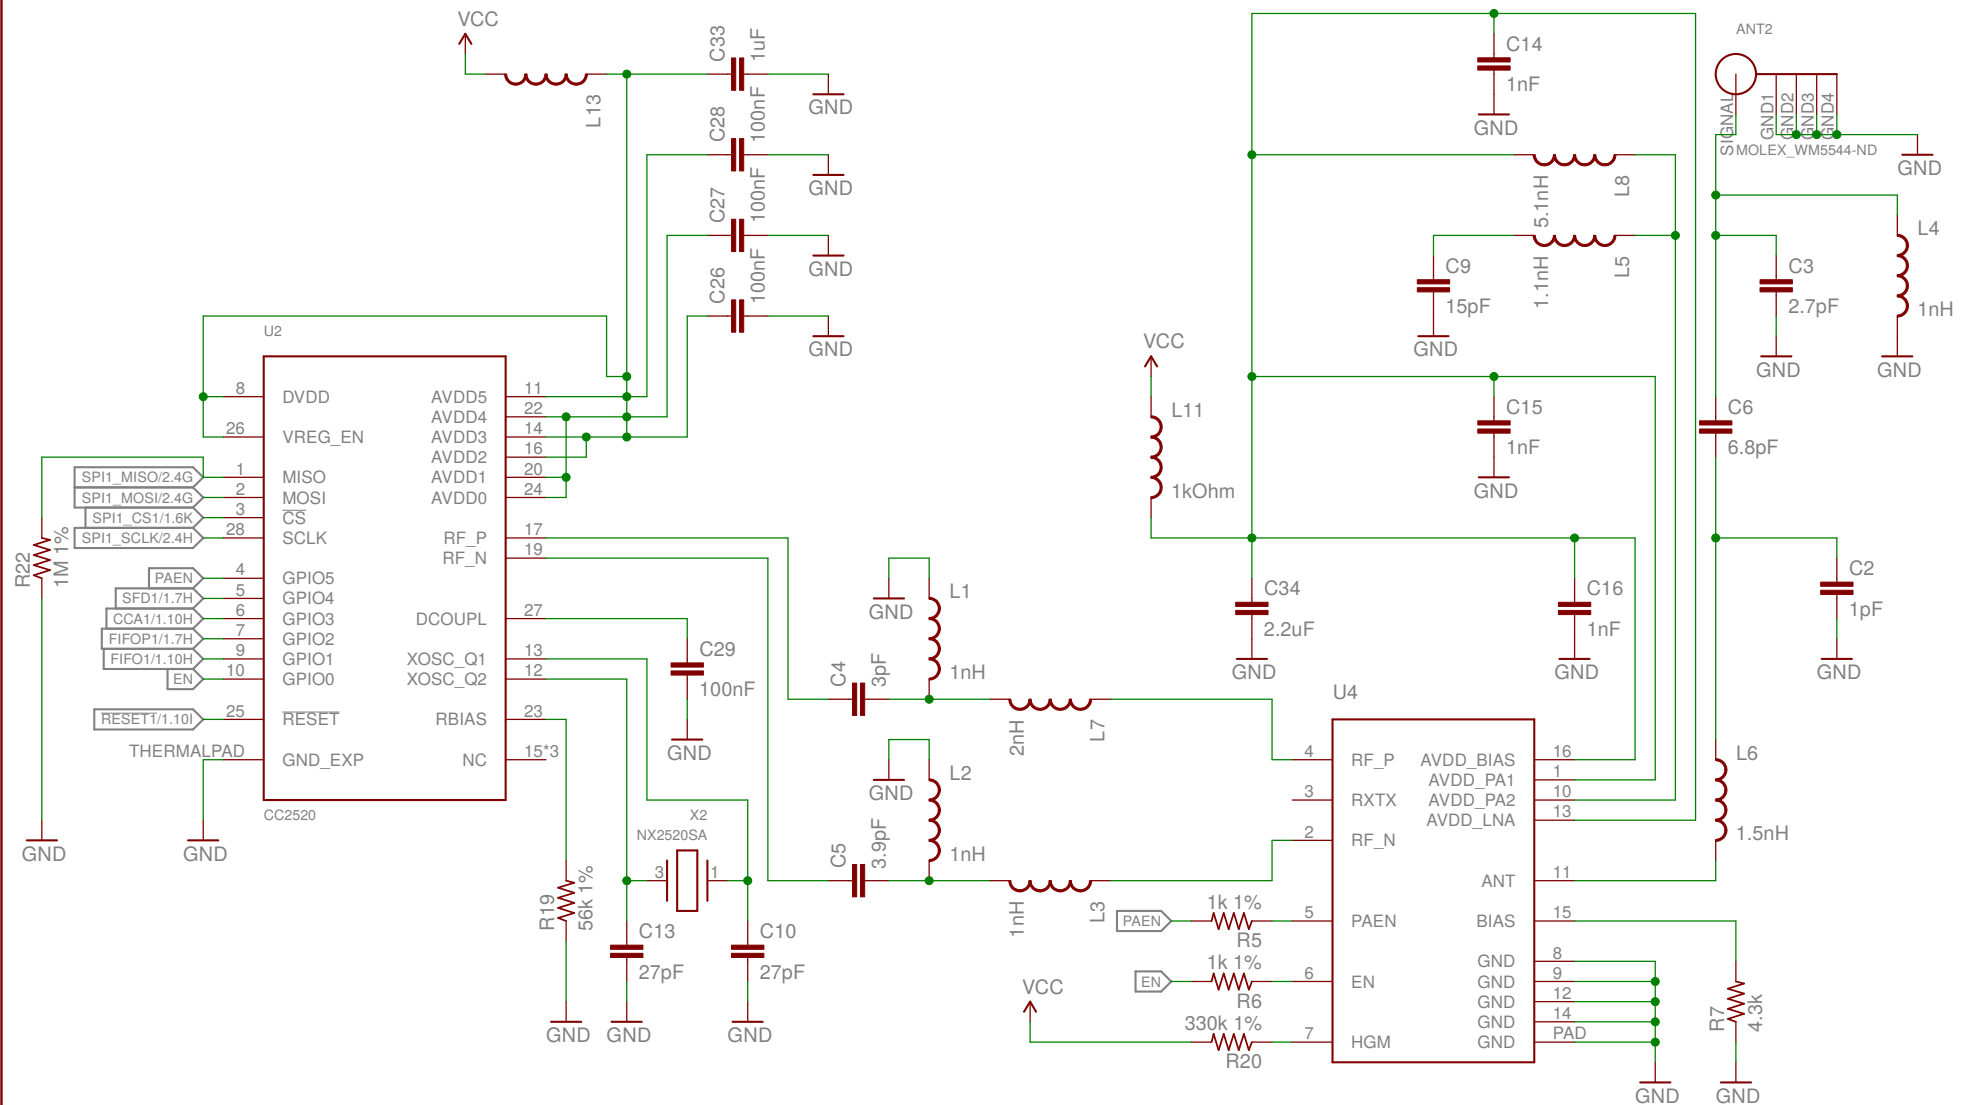 VCC
L13
C33
1uF
GND
C28
100nF
GND
C27
100nF
GND
C26
100nF
GND
U2
8
DVDD
26
VREG_EN
SPI1_MISO/2.4G
1
MISO
SPI1_MOSI/2.4G
2
MOSI
SPI1_CS1/1.6K
3
CS
SPI1_SCLK/2.4H
28
SCLK
PAEN
4
GPIO5
SFD1/1.7H
5
GPIO4
CCA1/1.10H
6
GPIO3
FIFOP1/1.7H
7
GPIO2
FIFO1/1.10H
9
GPIO1
EN
10
GPIO0
RESET1/1.10I
25
RESET
THERMALPAD
GND_EXP
AVDD5
11
AVDD4
22
AVDD3
14
AVDD2
16
AVDD1
20
AVDD0
24
RF_P
17
RF_N
19
DCOUPL
27
XOSC_Q1
13
XOSC_Q2
12
RBIAS
23
NC
15*3
CC2520
R22
1M 1%
GND
GND
C29
100nF
GND
X2
NX2520SA
3
1
R19
56k 1%
GND
C13
27pF
GND
C10
27pF
GND
GND
L1
1nH
C4
3pF
2nH
L7
GND
L2
1nH
C5
3.9pF
1nH
L3
VCC
L11
1kOhm
C14
1nF
GND
5.1nH
L8
1.1nH
L5
C9
15pF
GND
C15
1nF
GND
C34
2.2uF
GND
C16
1nF
GND
ANT2
SIGNAL
GND1
GND2
GND3
GND4
MOLEX_WM5544-ND
GND
L4
1nH
GND
C3
2.7pF
GND
C6
6.8pF
C2
1pF
GND
L6
1.5nH
U4
4
RF_P
3
RXTX
2
RF_N
PAEN
1k 1%
R5
5
PAEN
EN
1k 1%
R6
6
EN
VCC
330k 1%
R20
7
HGM
AVDD_BIAS
16
AVDD_PA1
1
AVDD_PA2
10
AVDD_LNA
13
ANT
11
BIAS
15
GND
8
GND
9
GND
12
GND
14
GND
PAD
GND
R7
4.3k
GND